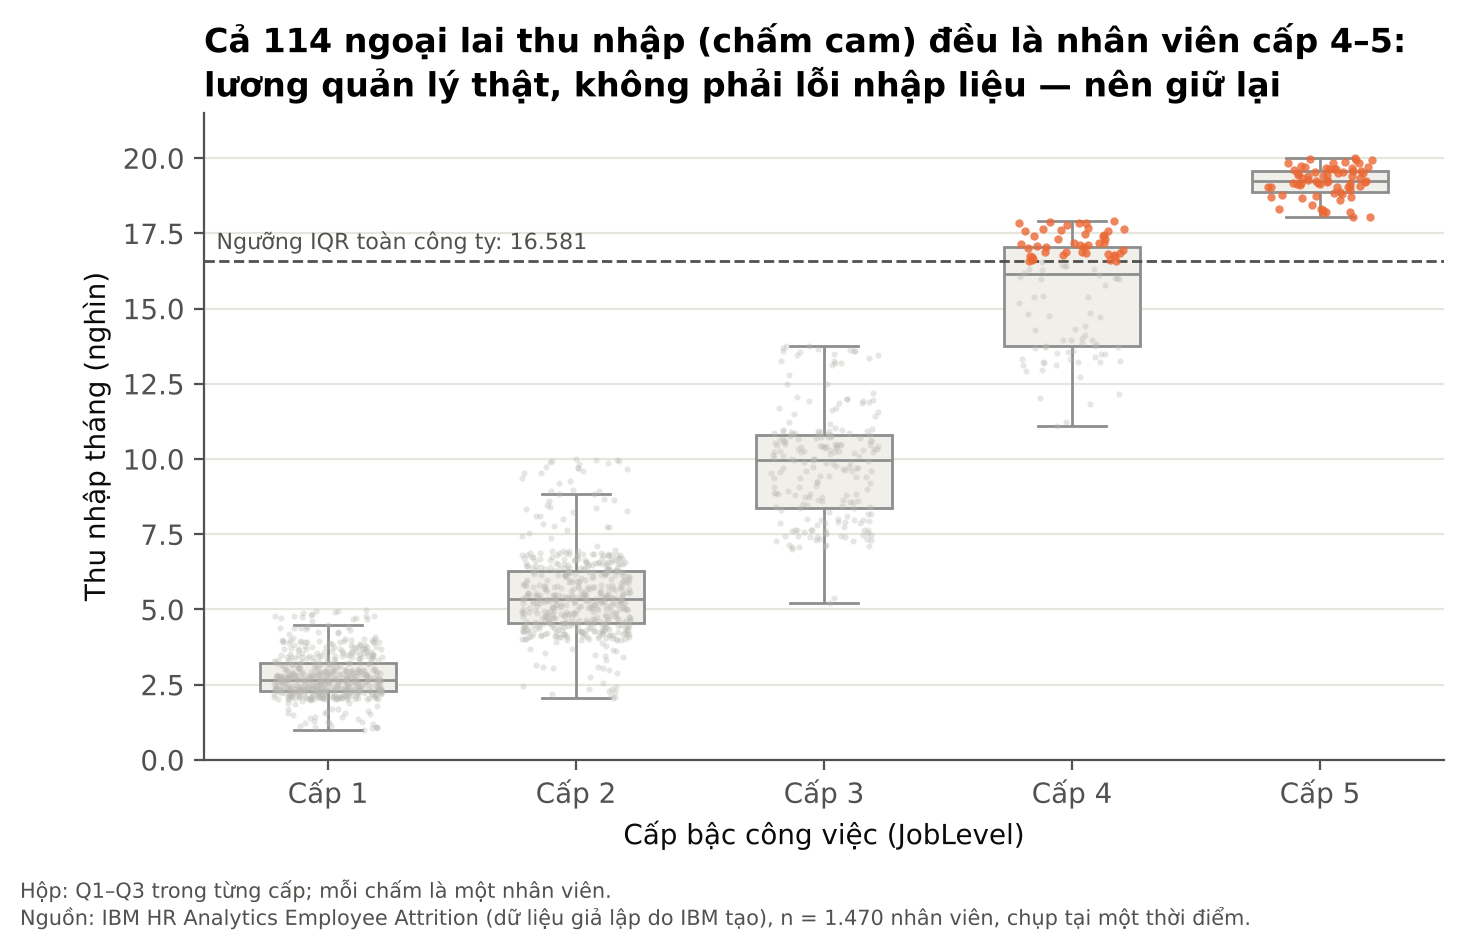 Cả 114 ngoại lai thu nhập (chấm cam) đều là nhân viên cấp 4–5:
lương quản lý thật, không phải lỗi nhập liệu — nên giữ lại
20.0
17.5
15.0
12.5
10.0
7.5
5.0
2.5
0.0
Thu nhập tháng (nghìn)
Ngưỡng IQR toàn công ty: 16.581
Cấp 1
Cấp 2
Cấp 3
Cấp 4
Cấp 5
Cấp bậc công việc (JobLevel)
Hộp: Q1–Q3 trong từng cấp; mỗi chấm là một nhân viên.
Nguồn: IBM HR Analytics Employee Attrition (dữ liệu giả lập do IBM tạo), n = 1.470 nhân viên, chụp tại một thời điểm.